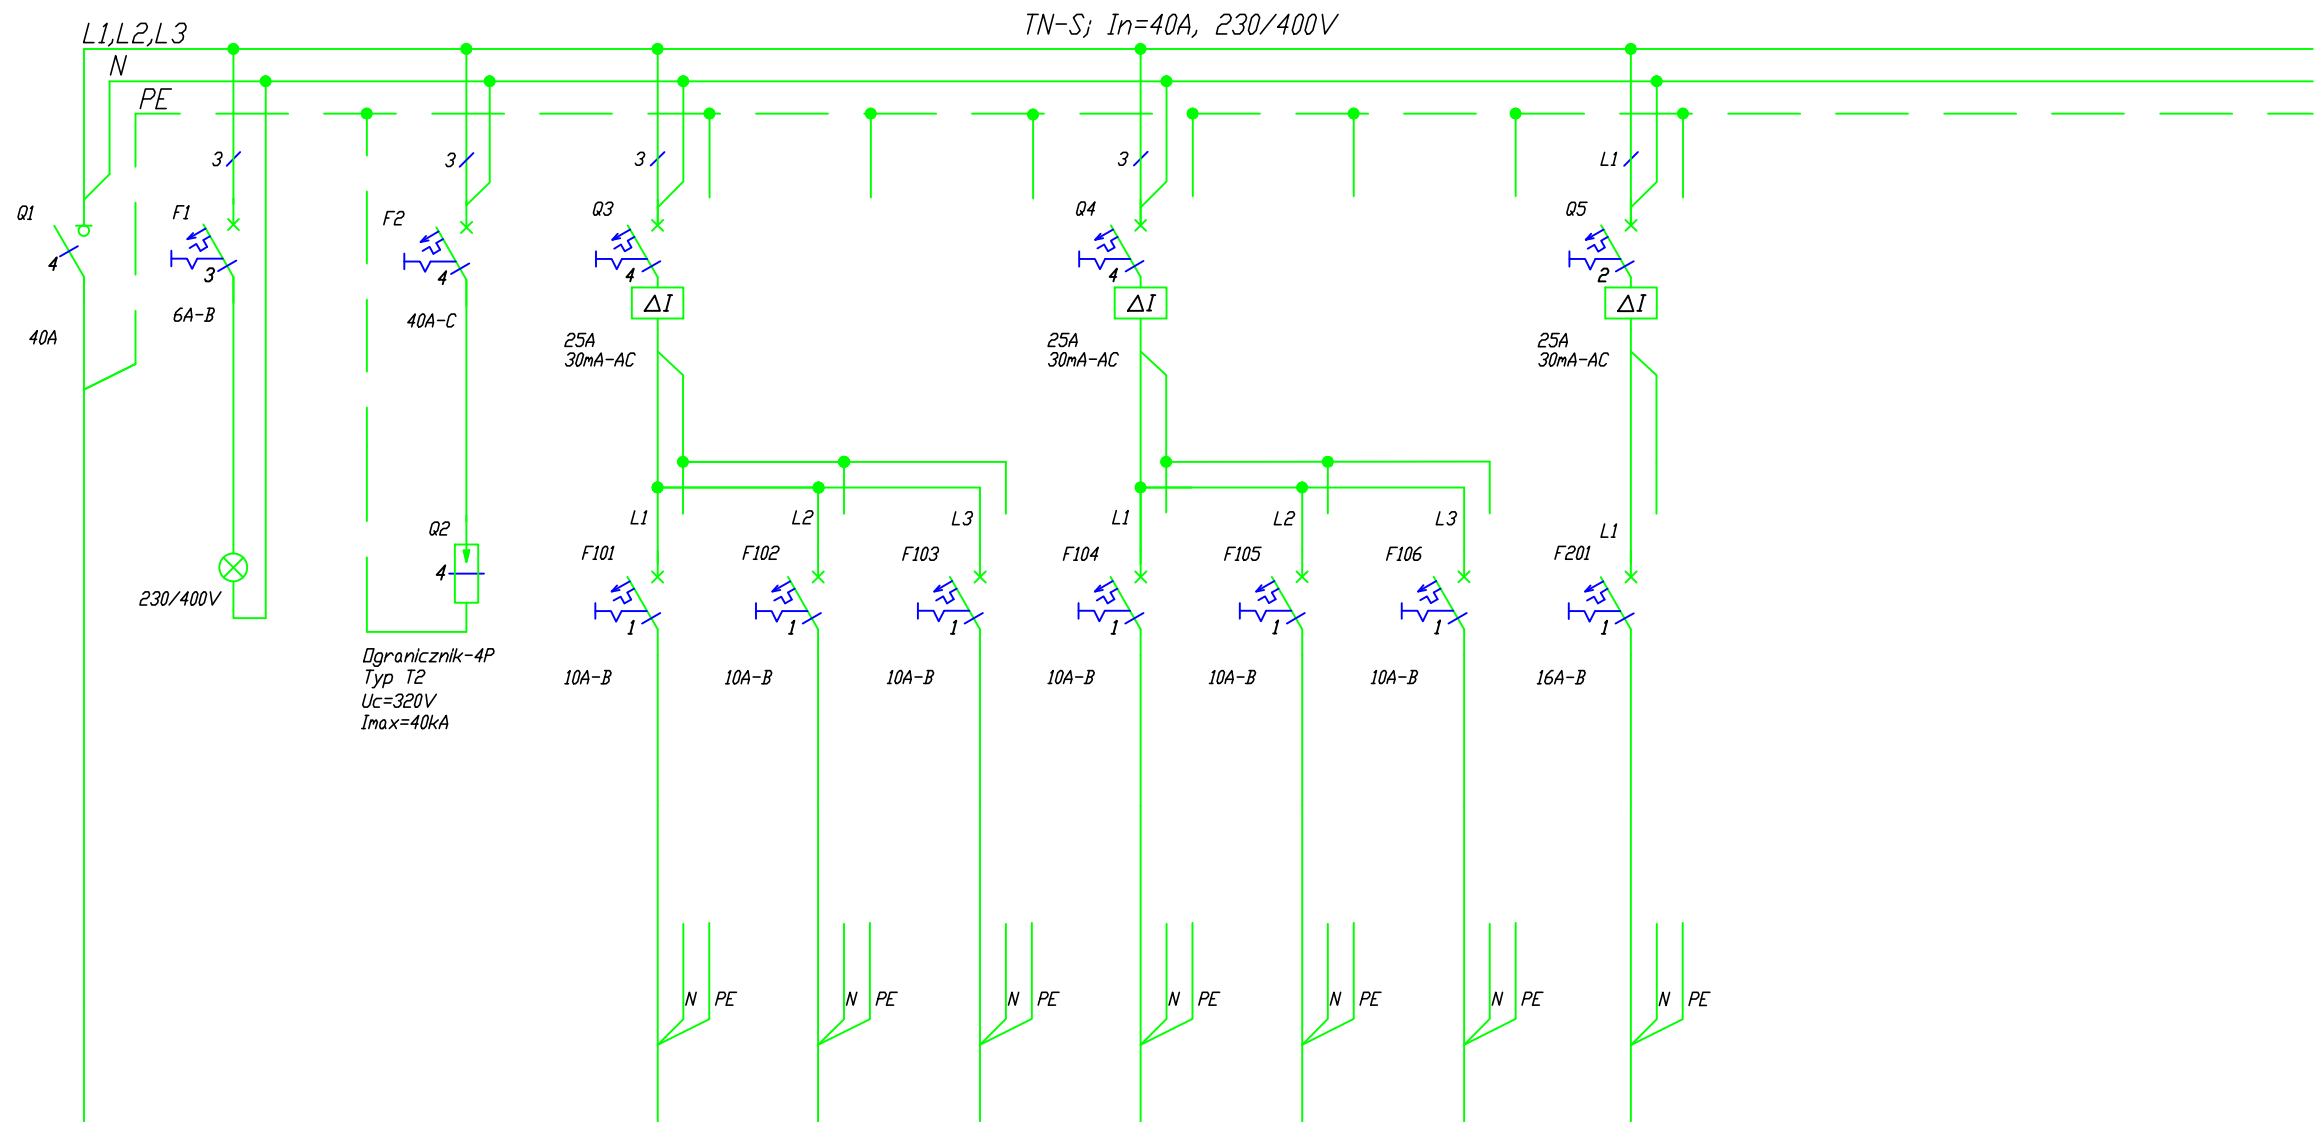 TN-S; In=40A, 230/400V
L1,L2,L3
N
PE
3
3
3
3
L1
Q1
F1
F2
Q3
Q4
Q5
4
3
4
4
4
2
ΔI
ΔI
ΔI
40A
6A-B
40A-C
25A
30mA-AC
25A
30mA-AC
25A
30mA-AC
L1
L2
L3
L1
L2
L3
L1
Q2
F101
F102
F103
F104
F105
F106
F201
4
230/400V
1
1
1
1
1
1
1
Ogranicznik-4P
Typ T2
Uc=320V
Imax=40kA
10A-B
10A-B
10A-B
10A-B
10A-B
10A-B
16A-B
N PE
N PE
N PE
N PE
N PE
N PE
N PE